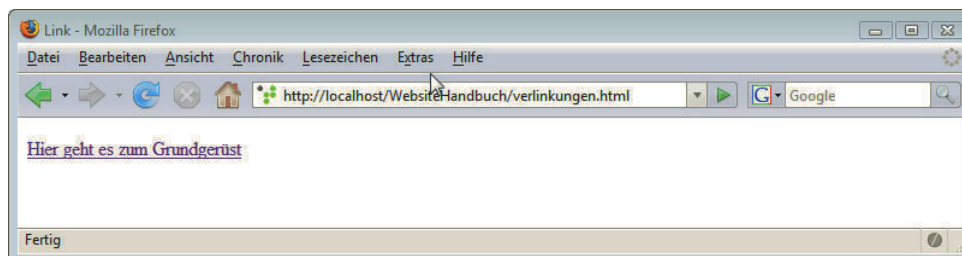 Link - Mozilla Firefox
Datei Bearbeiten Ansicht Chronik Lesezeichen Extras Hilfe
http://localhost/WebsiteHandbuch/verlinkungen.html G Google
Hier geht es zum Grundgerüst
Fertig